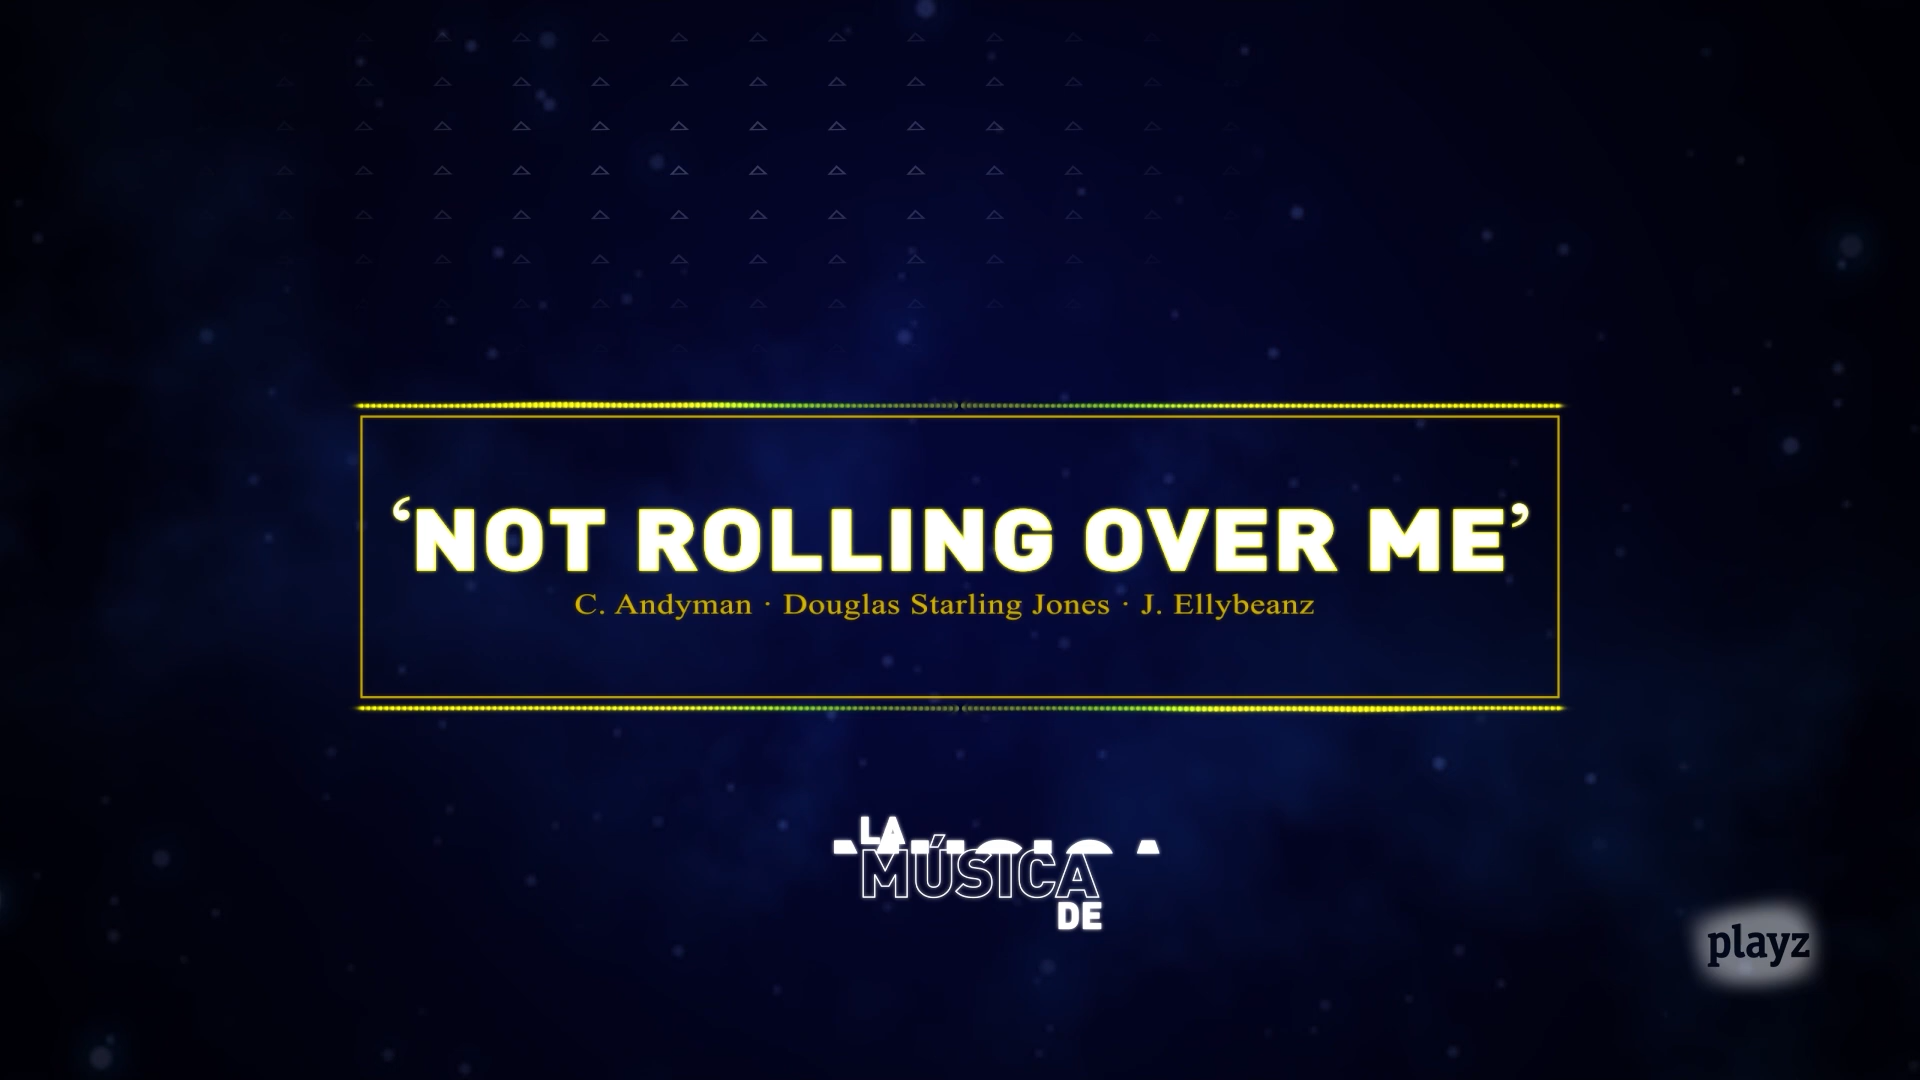 ‘NOT ROLLING OVER ME’
C. Andyman · Douglas Starling Jones · J. Ellybeanz
LA
MÚSICA
DE
playz